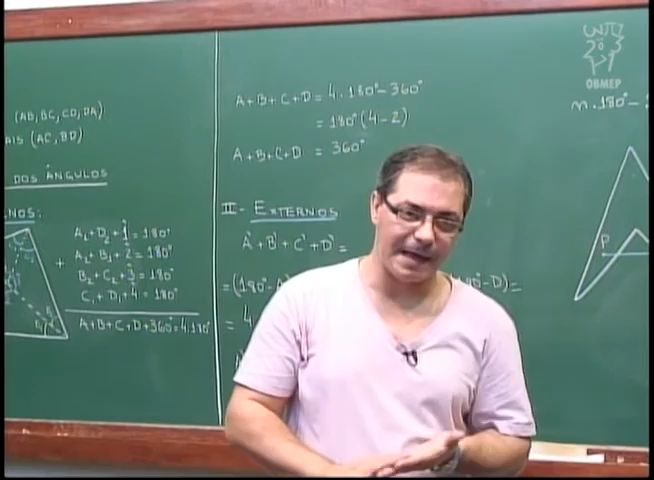 (AB, BC, CD, DA)
AIS (AC, BD)
DOS ÂNGULOS
NOS:
A₂+D₂+1̂=180°
A₁+B₁+2̂=180°
B₂+C₂+3̂=180°
C₁+D₁+4̂=180°
+
A+B+C+D+360°=4.180°
A+B+C+D=4.180°-360°
=180°(4-2)
A+B+C+D=360°
II- EXTERNOS
A'+B'+C'+D'=
=(180°-A
180°-D)=
=4
OBMEP
n.180°-
P